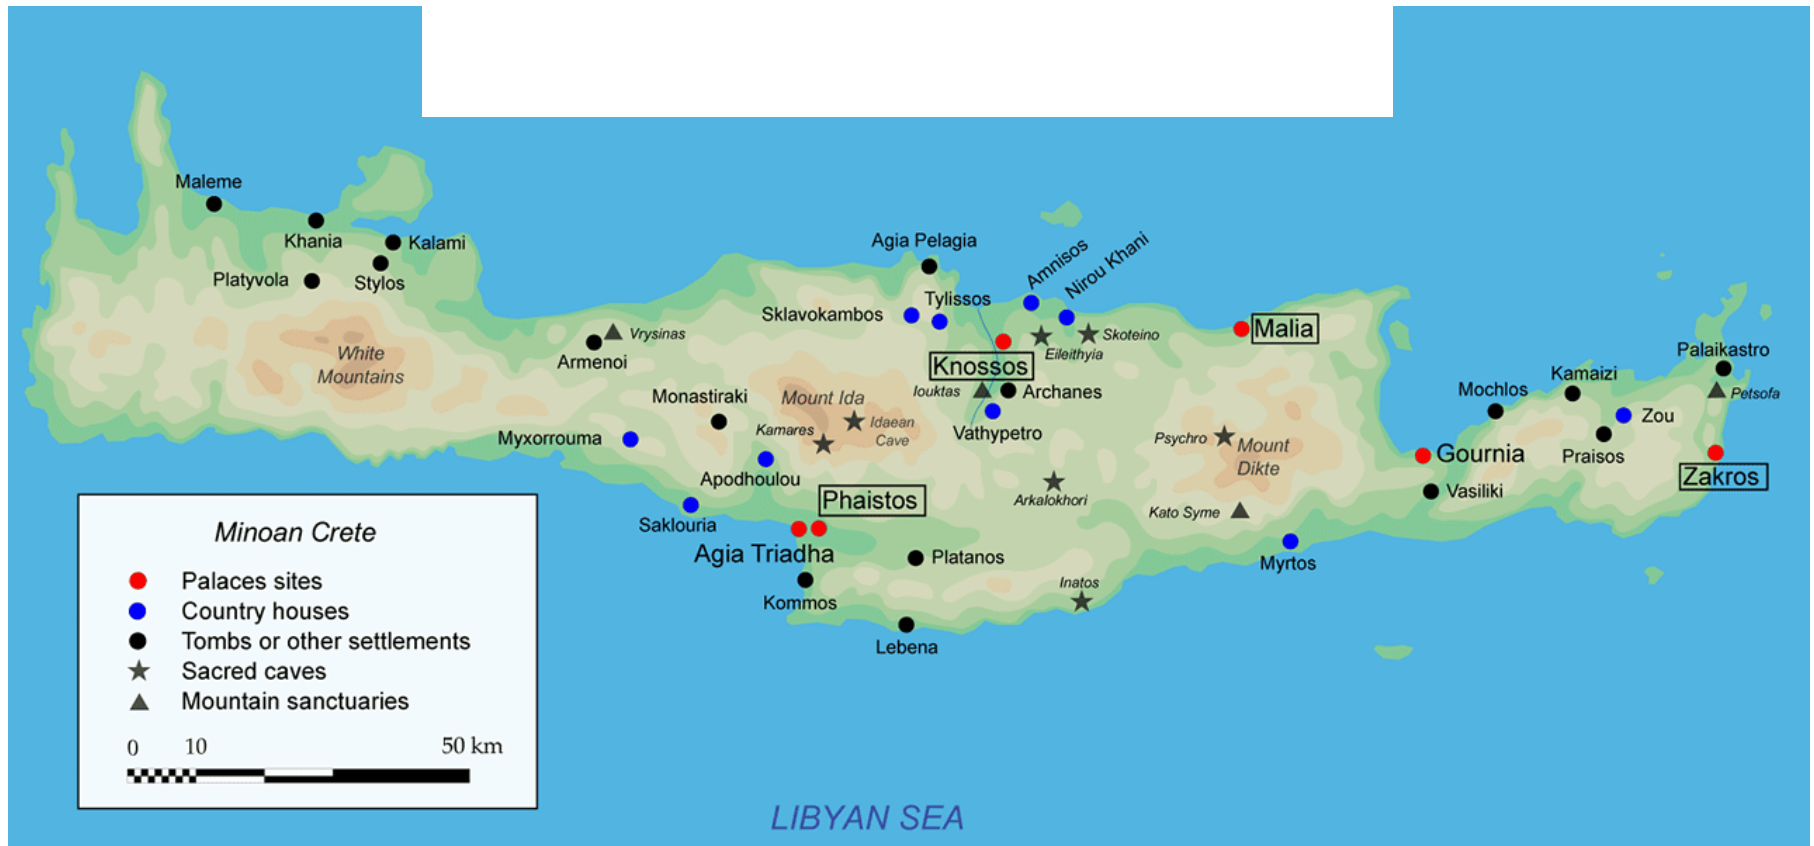 Maleme
Khania
Kalami
Platyvola
Stylos
White
Mountains
Armenoi
Vrysinas
Agia Pelagia
Amnisos
Nirou Khani
Sklavokambos
Tylissos
Skoteino
Eileithyia
Malia
Knossos
Iouktas
Archanes
Vathypetro
Monastiraki
Mount Ida
Kamares
Idaean
Cave
Myxorrouma
Apodhoulou
Saklouria
Phaistos
Agia Triadha
Platanos
Kommos
Lebena
Arkalokhori
Inatos
Psychro
Mount
Dikte
Kato Syme
Myrtos
Palaikastro
Kamaizi
Mochlos
Petsofa
Zou
Gournia
Praisos
Zakros
Vasiliki
Minoan Crete
Palaces sites
Country houses
Tombs or other settlements
Sacred caves
Mountain sanctuaries
0 10 50 km
LIBYAN SEA